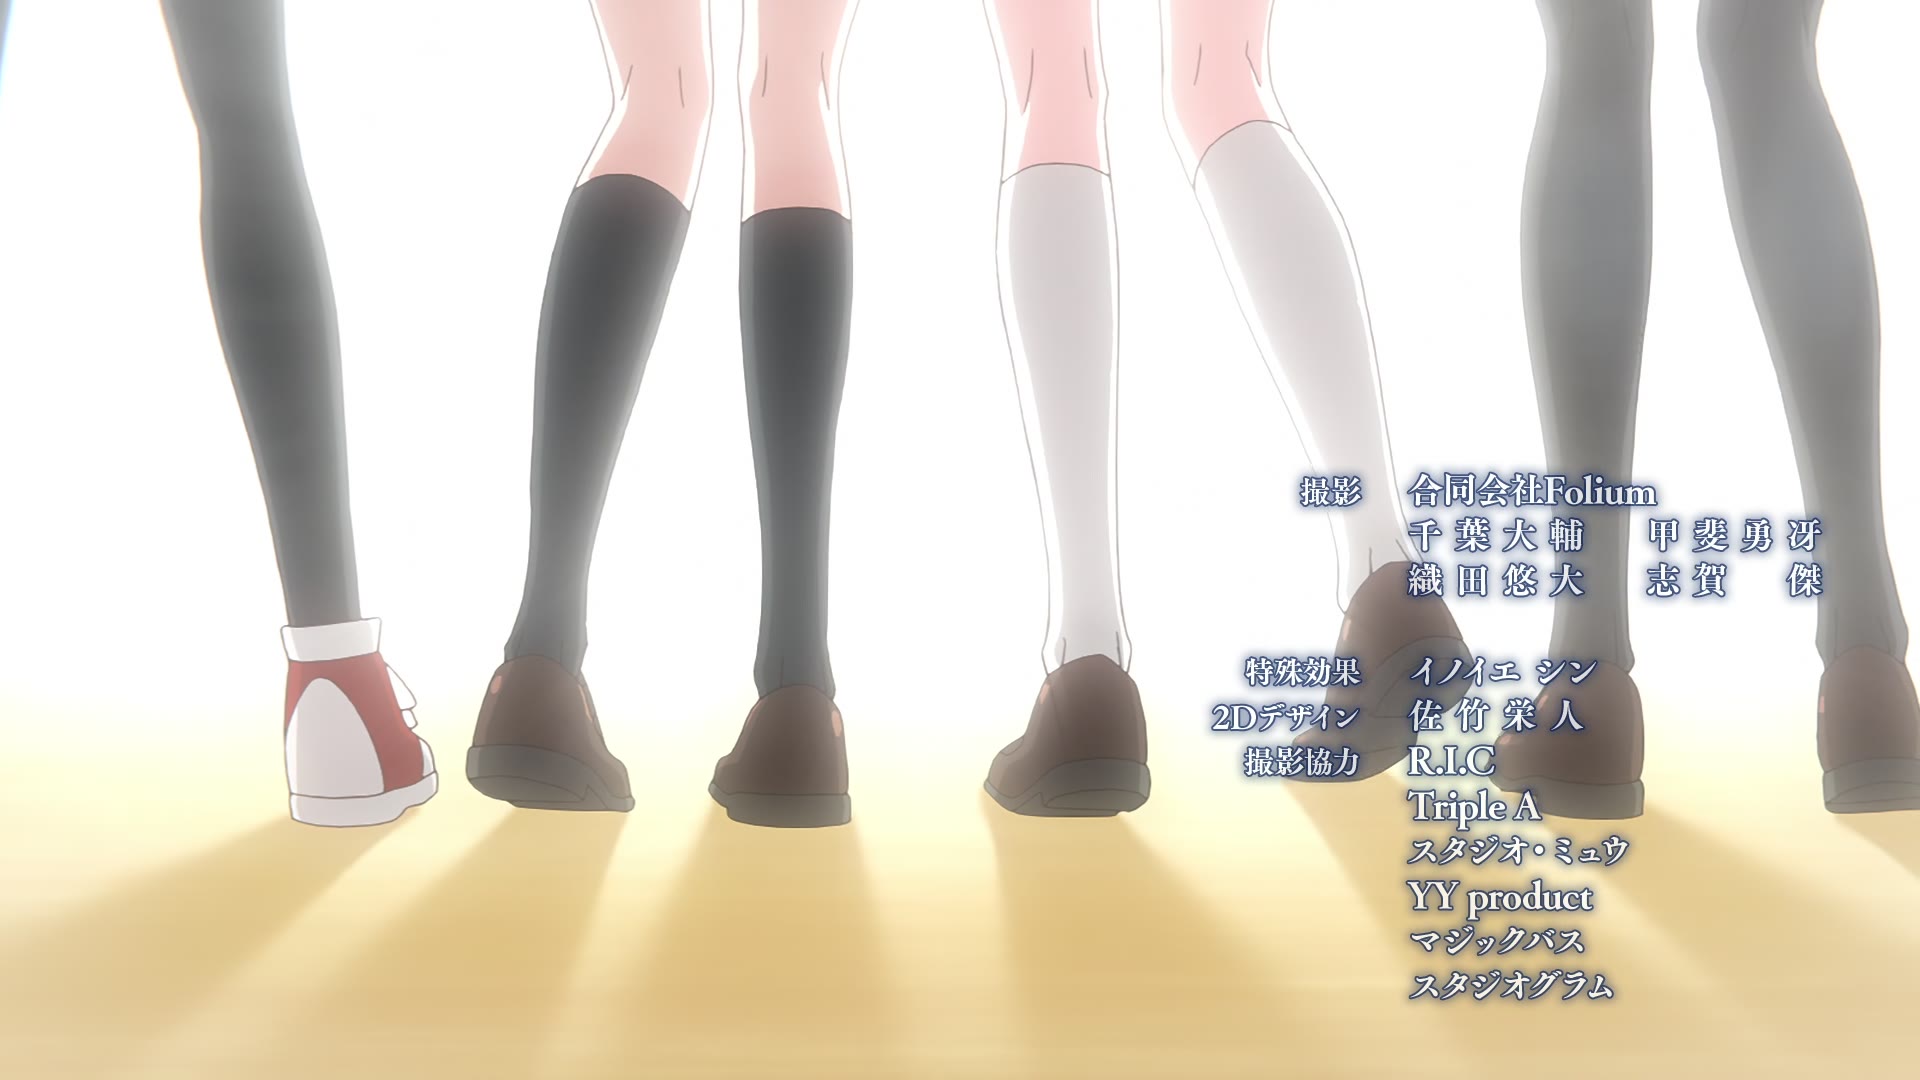 撮影 合同会社Folium
千葉大輔 甲斐勇冴
織田悠大 志賀 傑
特殊効果 イノイエ シン
2Dデザイン 佐竹栄人
撮影協力 R.I.C
Triple A
スタジオ・ミュウ
YY product
マジックバス
スタジオグラム